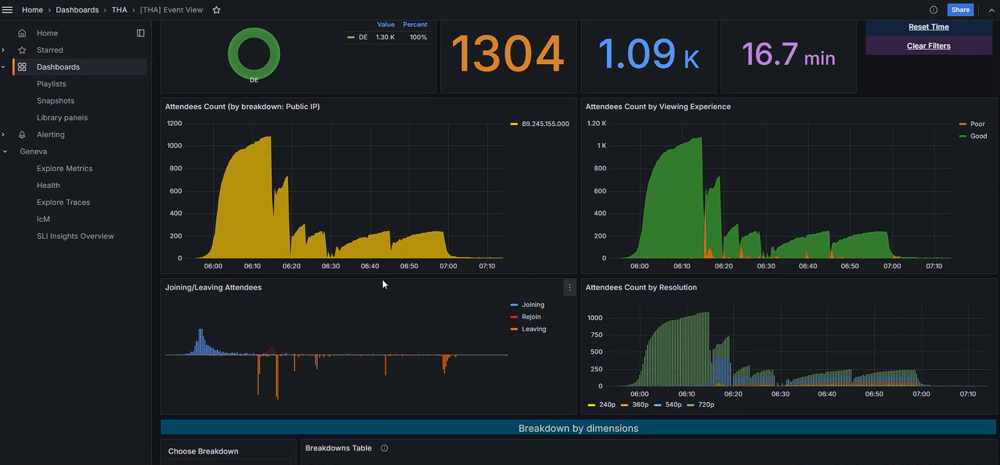 Home › Dashboards › THA › [THA] Event View
Share
Home
Starred
Dashboards
Playlists
Snapshots
Library panels
Alerting
Geneva
Explore Metrics
Health
Explore Traces
IcM
SLI Insights Overview
Value Percent
DE 1.30 K 100%
DE
1304
1.09 K
16.7 min
Reset Time
Clear Filters
Attendees Count (by breakdown: Public IP)
1200
1000
800
600
400
200
0
06:00 06:10 06:20 06:30 06:40 06:50 07:00 07:10
89.245.155.000
Attendees Count by Viewing Experience
1.20 K
1 K
800
600
400
200
0
06:00 06:10 06:20 06:30 06:40 06:50 07:00 07:10
Poor
Good
Joining/Leaving Attendees
Joining
Rejoin
Leaving
Attendees Count by Resolution
1000
750
500
250
0
06:00 06:10 06:20 06:30 06:40 06:50 07:00 07:10
240p 360p 540p 720p
Breakdown by dimensions
Choose Breakdown
Breakdowns Table